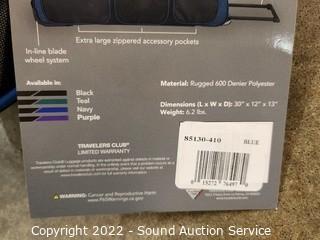 Extra large zippered accessory pockets
In-line blade
wheel system
Available in:
Black
Teal
Navy
Purple
Material: Rugged 600 Denier Polyester
Dimensions (L x W x D): 30" x 12" x 13"
Weight: 6.2 lbs.
85130-410 BLUE
TRAVELERS CLUB®
LIMITED WARRANTY
WARNING: Cancer and Reproductive Harm
www.P65Warnings.ca.gov
Copyright 2022 - Sound Auction Service